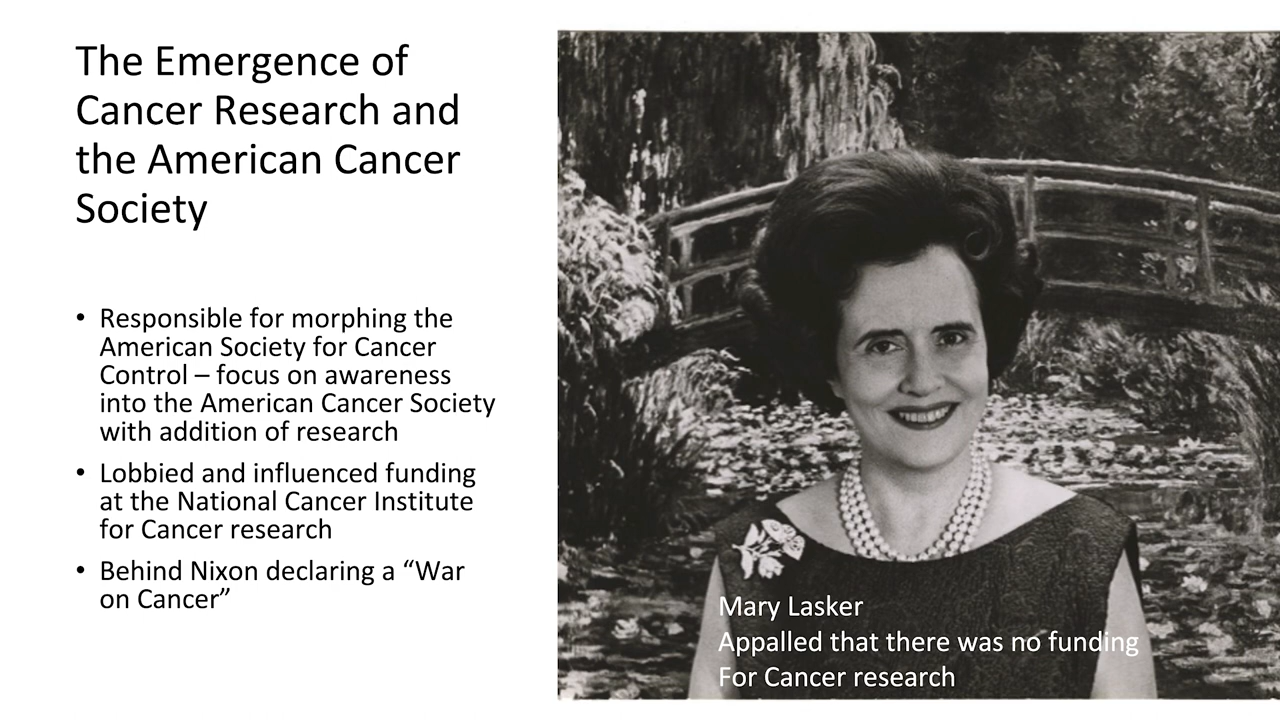 The Emergence of
Cancer Research and
the American Cancer
Society
• Responsible for morphing the
American Society for Cancer
Control – focus on awareness
into the American Cancer Society
with addition of research
• Lobbied and influenced funding
at the National Cancer Institute
for Cancer research
• Behind Nixon declaring a “War
on Cancer”
Mary Lasker
Appalled that there was no funding
For Cancer research